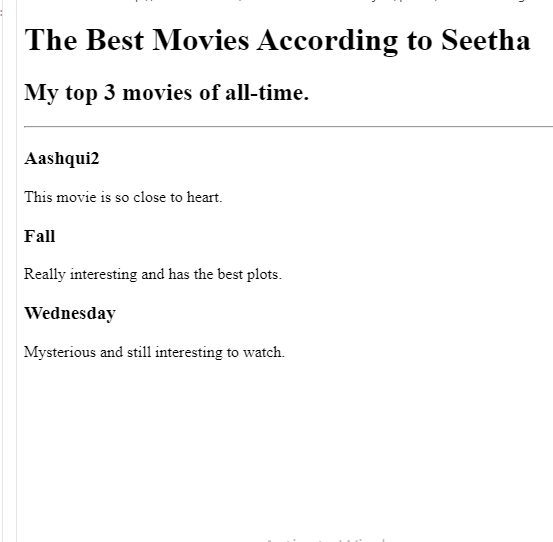 The Best Movies According to Seetha
My top 3 movies of all-time.
Aashqui2
This movie is so close to heart.
Fall
Really interesting and has the best plots.
Wednesday
Mysterious and still interesting to watch.